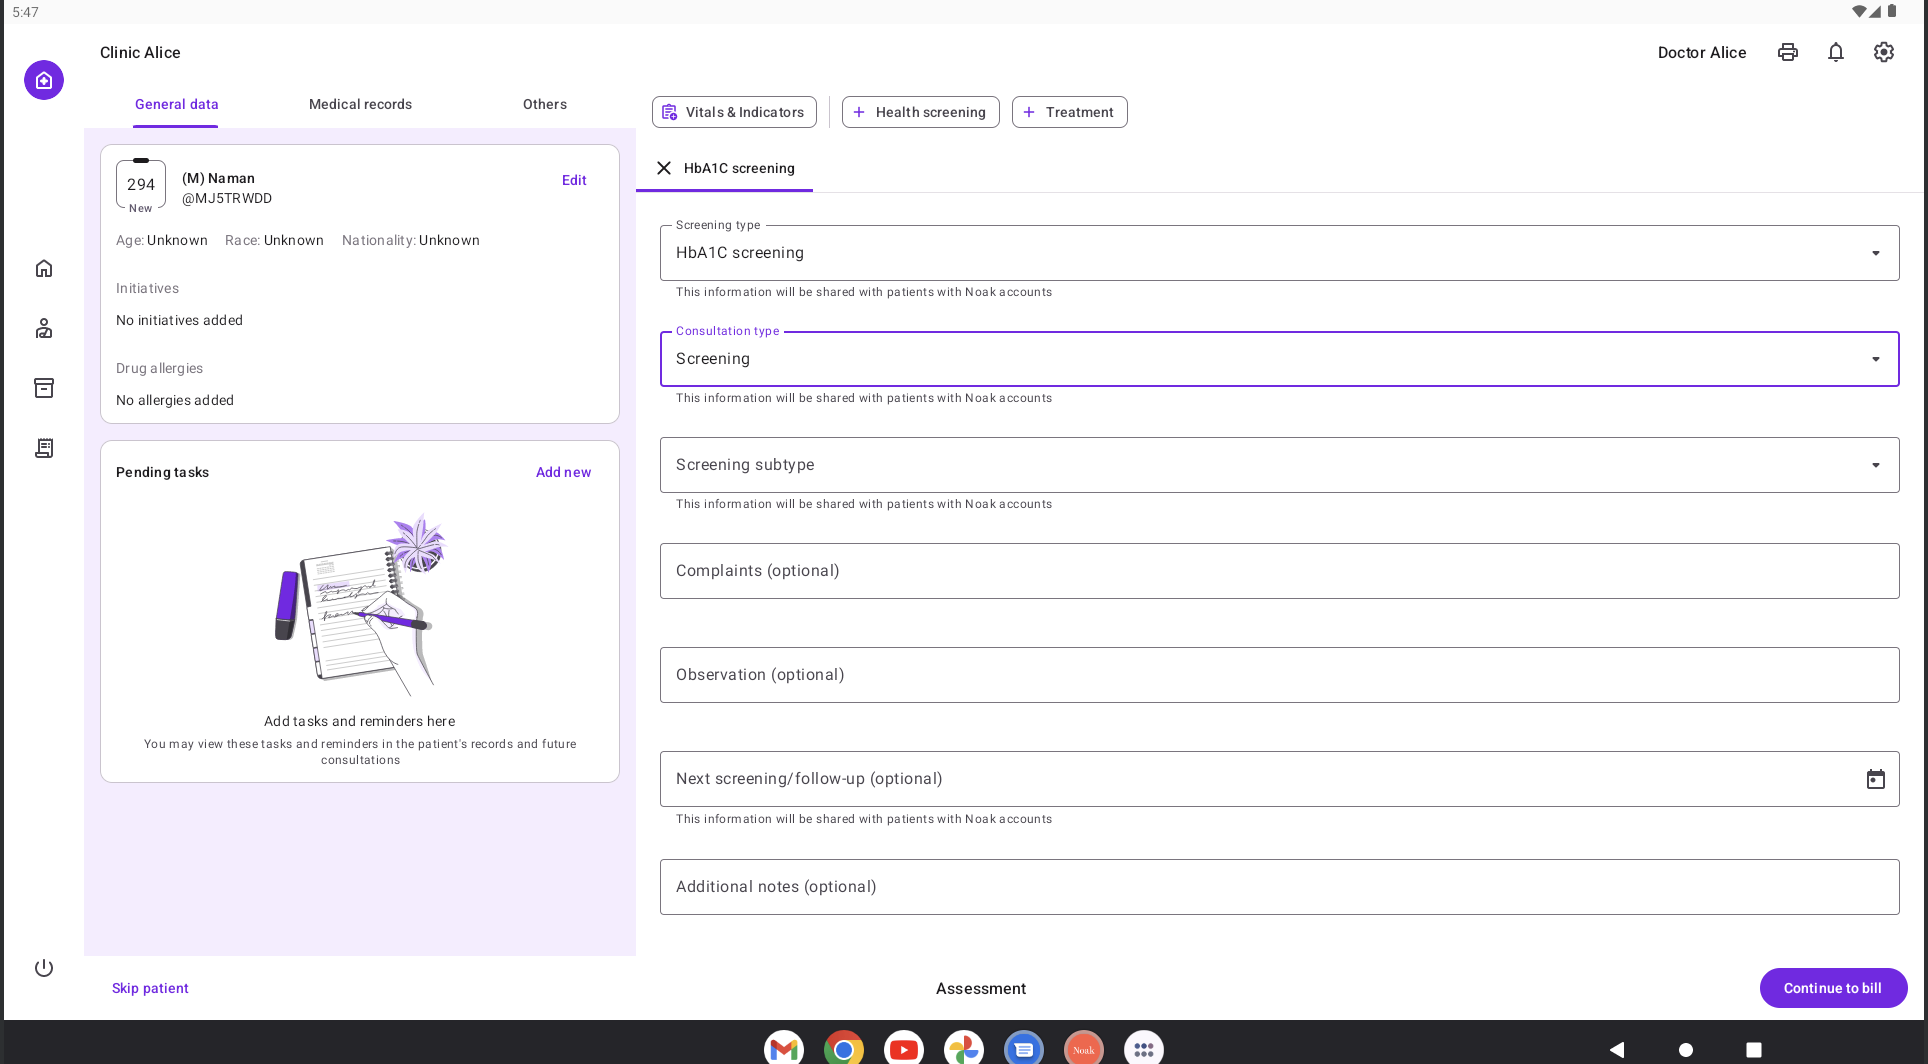 5:47
Clinic Alice
Doctor Alice
General data
Medical records
Others
Vitals & Indicators
Health screening
Treatment
294
New
(M) Naman
@MJ5TRWDD
Edit
Age: Unknown
Race: Unknown
Nationality: Unknown
Initiatives
No initiatives added
Drug allergies
No allergies added
Pending tasks
Add new
Add tasks and reminders here
You may view these tasks and reminders in the patient's records and future
consultations
HbA1C screening
Screening type
HbA1C screening
This information will be shared with patients with Noak accounts
Consultation type
Screening
This information will be shared with patients with Noak accounts
Screening subtype
This information will be shared with patients with Noak accounts
Complaints (optional)
Observation (optional)
Next screening/follow-up (optional)
This information will be shared with patients with Noak accounts
Additional notes (optional)
Skip patient
Assessment
Continue to bill
Noak